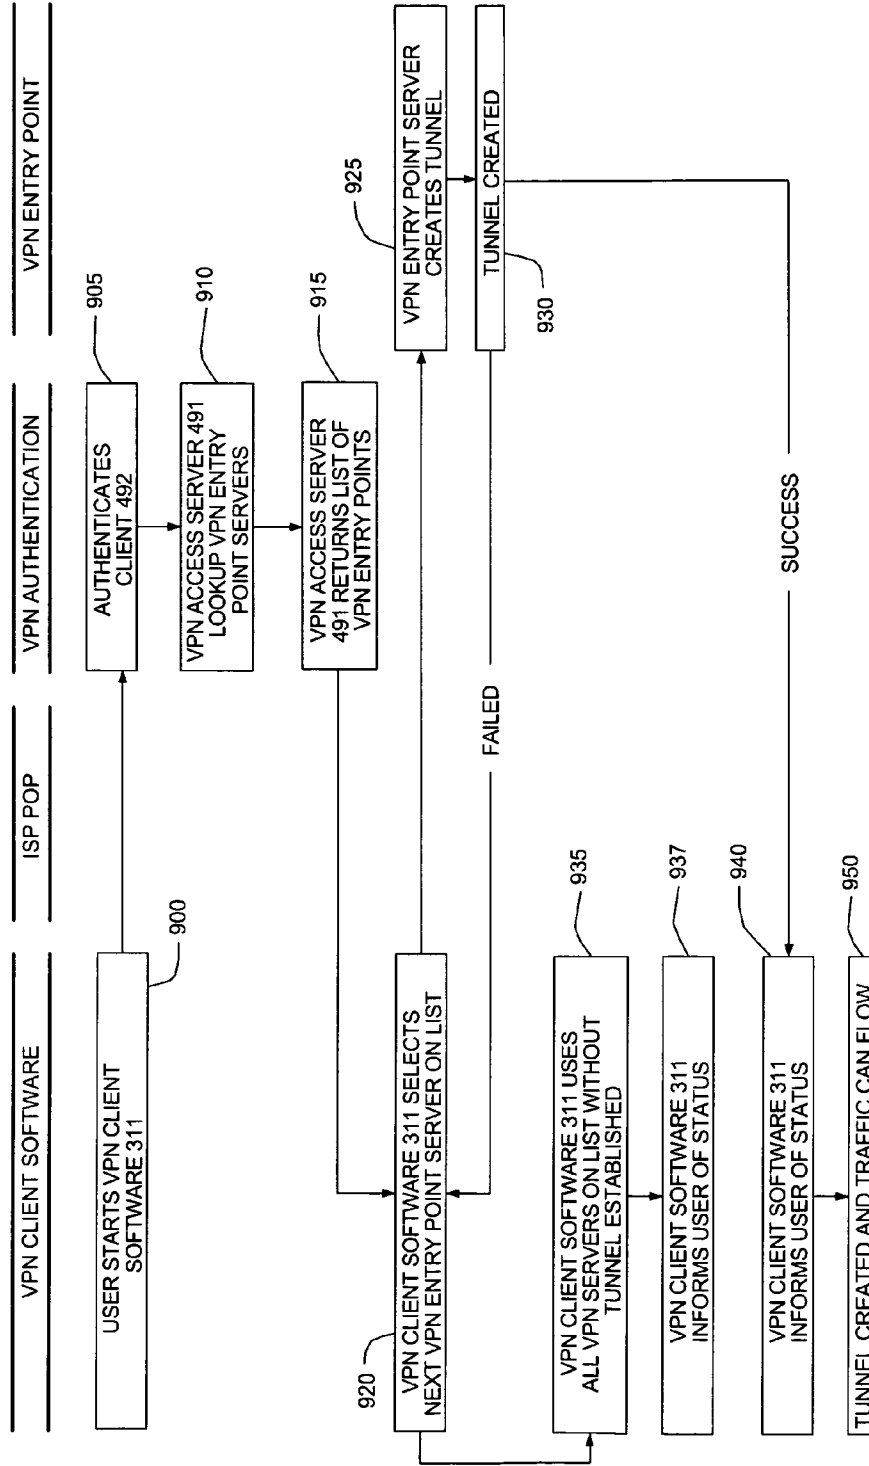 VPN CLIENT SOFTWARE
ISP POP
VPN AUTHENTICATION
VPN ENTRY POINT
USER STARTS VPN CLIENT
SOFTWARE 311
900
AUTHENTICATES
CLIENT 492
905
VPN ACCESS SERVER 491
LOOKUP VPN ENTRY
POINT SERVERS
910
VPN ACCESS SERVER
491 RETURNS LIST OF
VPN ENTRY POINTS
915
VPN CLIENT SOFTWARE 311 SELECTS
NEXT VPN ENTRY POINT SERVER ON LIST
920
VPN ENTRY POINT SERVER
CREATES TUNNEL
925
TUNNEL CREATED
930
FAILED
VPN CLIENT SOFTWARE 311 USES
ALL VPN SERVERS ON LIST WITHOUT
TUNNEL ESTABLISHED
935
VPN CLIENT SOFTWARE 311
INFORMS USER OF STATUS
937
SUCCESS
VPN CLIENT SOFTWARE 311
INFORMS USER OF STATUS
940
TUNNEL CREATED AND TRAFFIC CAN FLOW
950